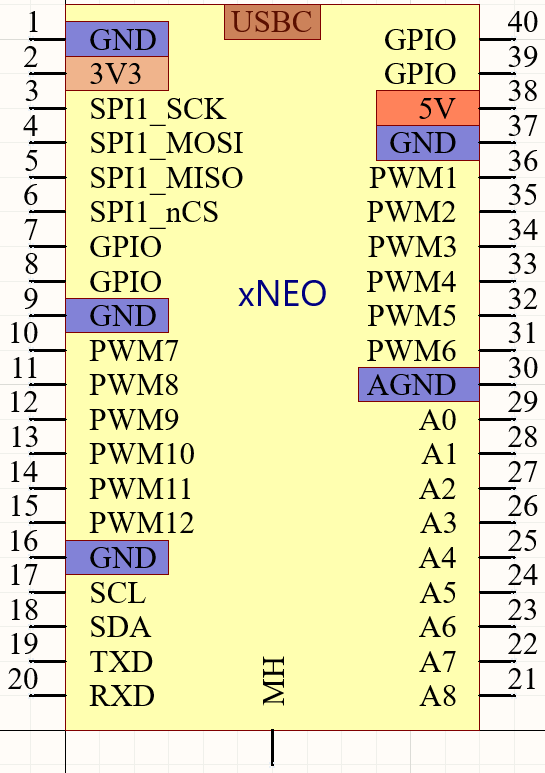 USBC
1 GND GPIO 40
2 3V3 GPIO 39
3 SPI1_SCK 5V 38
4 SPI1_MOSI GND 37
5 SPI1_MISO PWM1 36
6 SPI1_nCS PWM2 35
7 GPIO PWM3 34
8 GPIO PWM4 33
xNEO
9 GND PWM5 32
10 PWM7 PWM6 31
11 PWM8 AGND 30
12 PWM9 A0 29
13 PWM10 A1 28
14 PWM11 A2 27
15 PWM12 A3 26
16 GND A4 25
17 SCL A5 24
18 SDA A6 23
19 TXD A7 22
20 RXD A8 21
MH